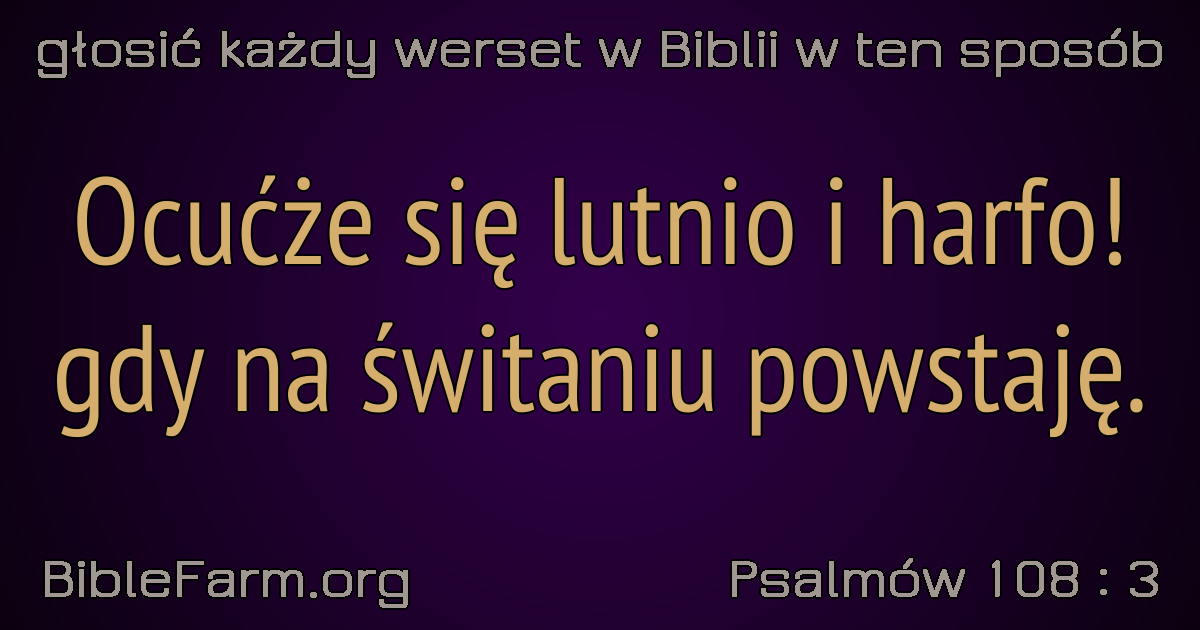 głosić każdy werset w Biblii w ten sposób
Ocućże się lutnio i harfo!
gdy na świtaniu powstaję.
BibleFarm.org
Psalmów 108 : 3